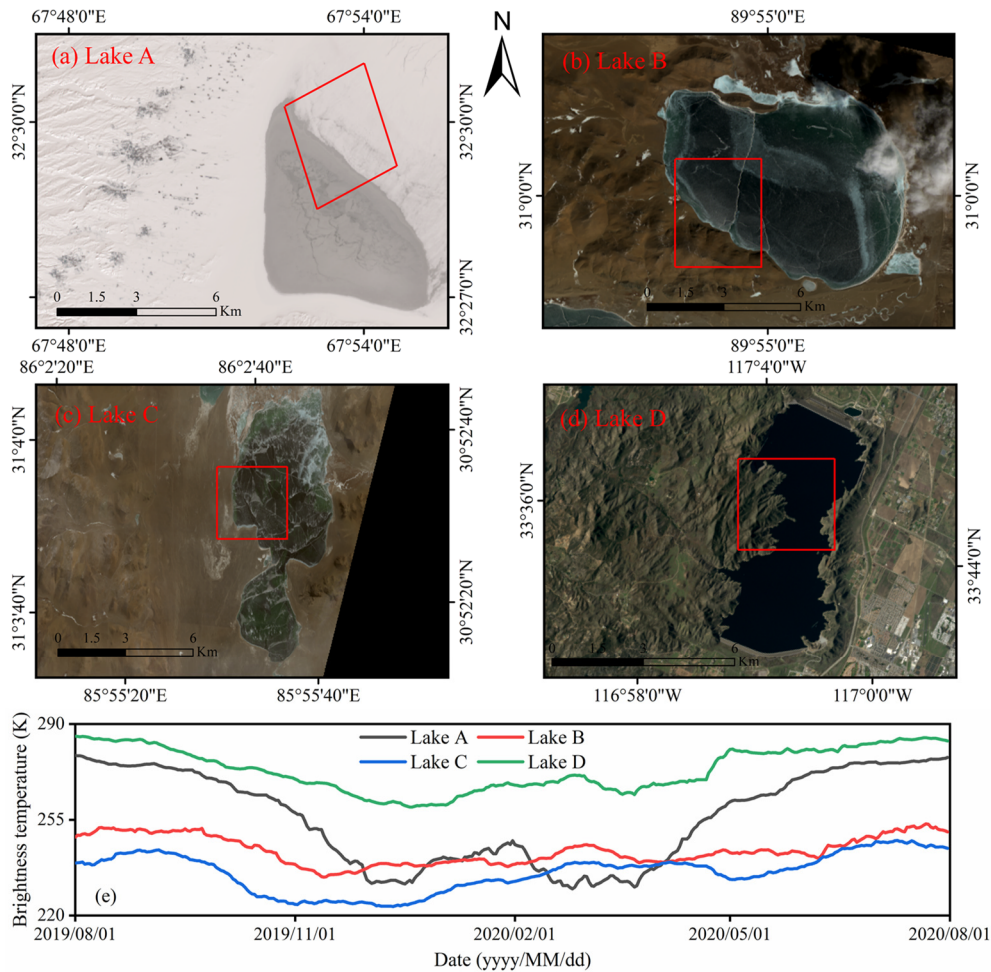 67°48'0"E
67°54'0"E
89°55'0"E
N
(a) Lake A
(b) Lake B
32°30'0"N
32°27'0"N
31°0'0"N
31°0'0"N
0 1.5 3 6
Km
0 1.5 3 6
Km
67°48'0"E
67°54'0"E
89°55'0"E
86°2'20"E
86°2'40"E
117°4'0"W
(c) Lake C
(d) Lake D
31°4'0"N
31°3'40"N
30°52'40"N
30°52'20"N
33°36'0"N
33°44'0"N
0 1.5 3 6
Km
0 1.5 3 6
Km
85°55'20"E
85°55'40"E
116°58'0"W
117°0'0"W
Brightness temperature (K)
290
255
220
Lake A
Lake B
Lake C
Lake D
(e)
2019/08/01
2019/11/01
2020/02/01
2020/05/01
2020/08/01
Date (yyyy/MM/dd)